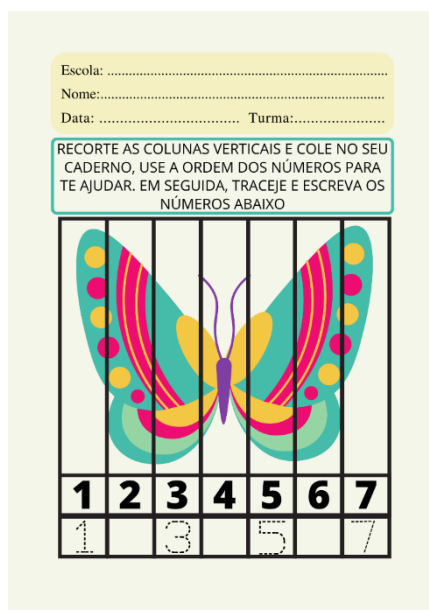 Escola: ................................................................................
Nome:.................................................................................
Data: .................................. Turma:......................
RECORTE AS COLUNAS VERTICAIS E COLE NO SEU
CADERNO, USE A ORDEM DOS NÚMEROS PARA
TE AJUDAR. EM SEGUIDA, TRACEJE E ESCREVA OS
NÚMEROS ABAIXO
1 2 3 4 5 6 7
1 3 5 7